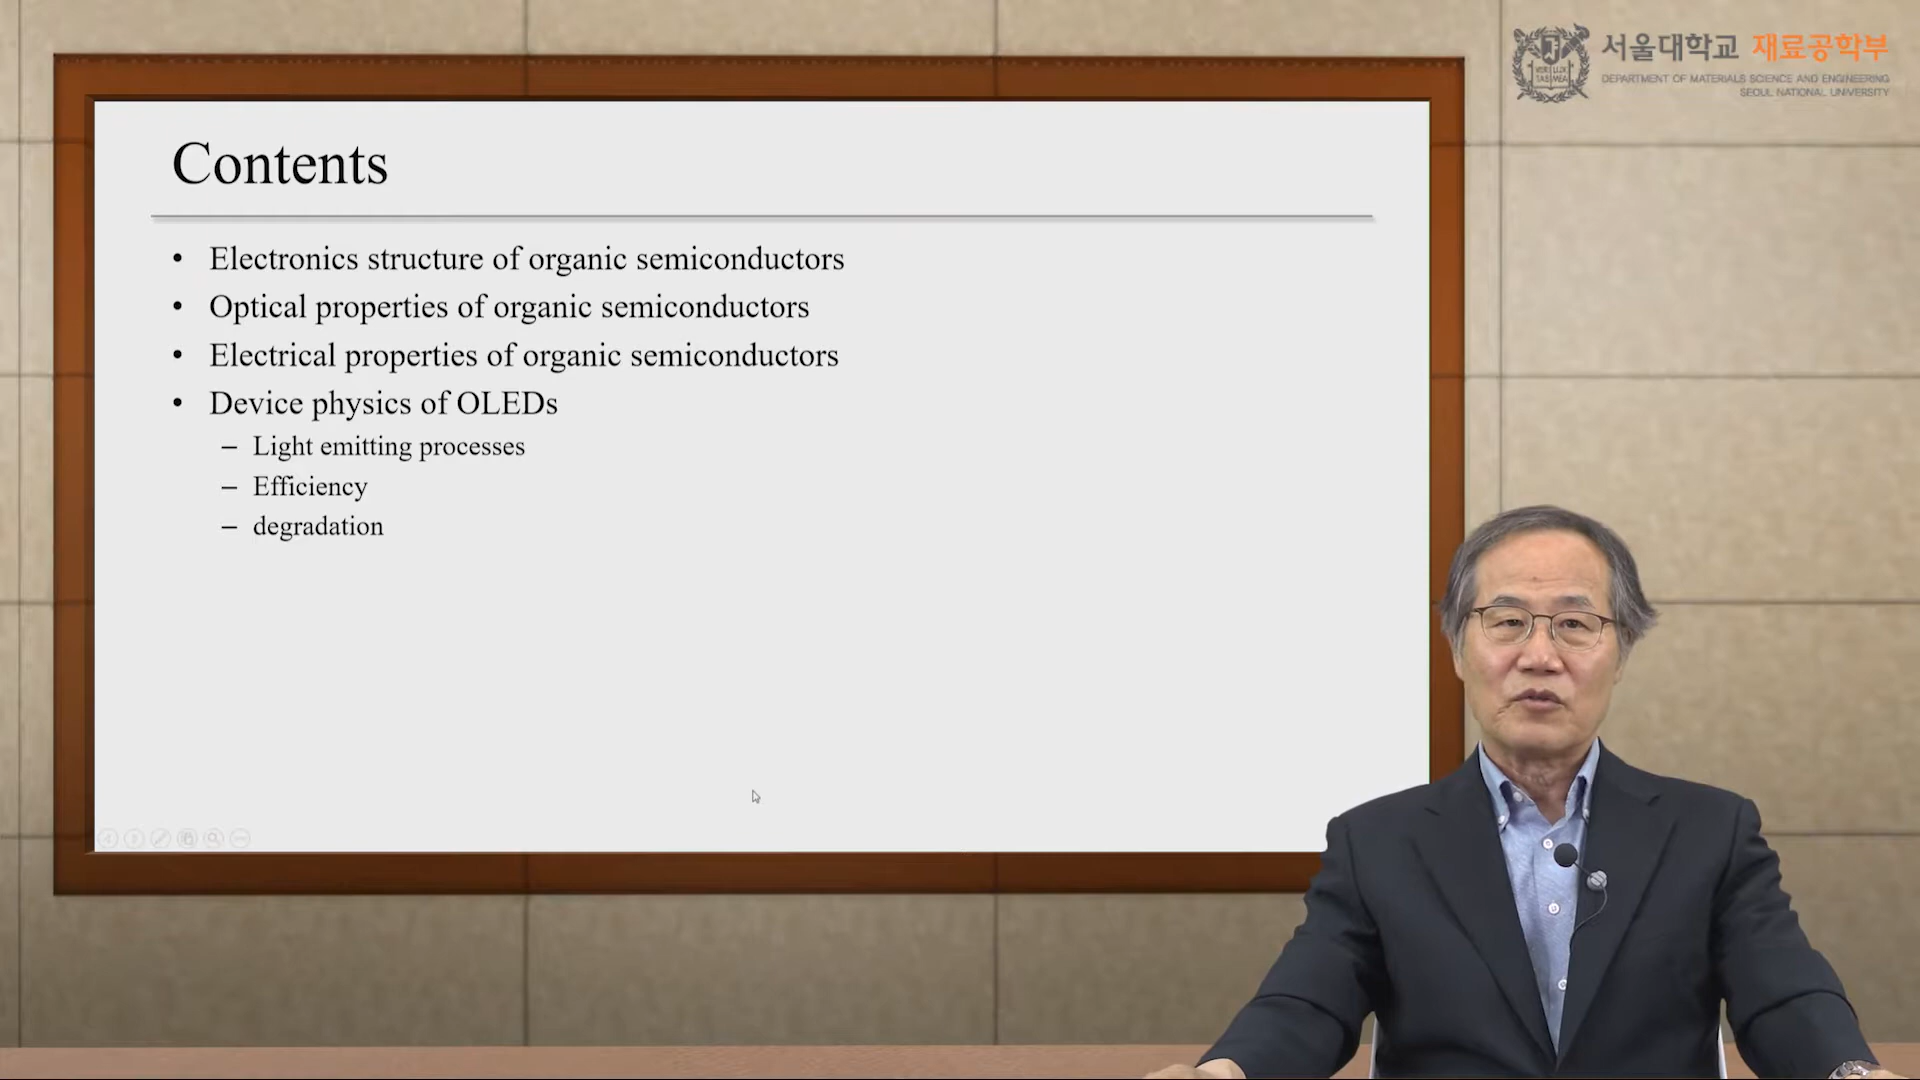 서울대학교 재료공학부
DEPARTMENT OF MATERIALS SCIENCE AND ENGINEERING
SEOUL NATIONAL UNIVERSITY
Contents
• Electronics structure of organic semiconductors
• Optical properties of organic semiconductors
• Electrical properties of organic semiconductors
• Device physics of OLEDs
– Light emitting processes
– Efficiency
– degradation